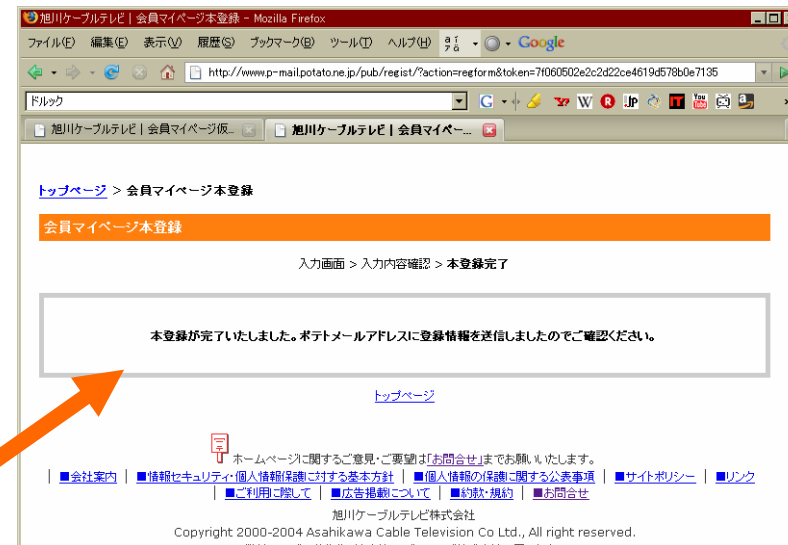 旭川ケーブルテレビ | 会員マイページ本登録 - Mozilla Firefox
ファイル(F) 編集(E) 表示(V) 履歴(S) ブックマーク(B) ツール(T) ヘルプ(H) Google
http://www.p-mail.potato.ne.jp/pub/regist/?action=regform&token=7f060502e2c2d22ce4619d578b0e7135
ドルック
旭川ケーブルテレビ | 会員マイページ仮... 旭川ケーブルテレビ | 会員マイペー...
トップページ > 会員マイページ本登録
会員マイページ本登録
入力画面 > 入力内容確認 > 本登録完了
本登録が完了いたしました。ポテトメールアドレスに登録情報を送信しましたのでご確認ください。
トップページ
ホームページに関するご意見・ご要望は「お問合せ」までお願いいたします。
| ■会社案内 | ■情報セキュリティ・個人情報保護に対する基本方針 | ■個人情報の保護に関する公表事項 | ■サイトポリシー | ■リンク
| ■ご利用に際して | ■広告掲載について | ■約款・規約 | ■お問合せ
旭川ケーブルテレビ株式会社
Copyright 2000-2004 Asahikawa Cable Television Co Ltd., All right reserved.